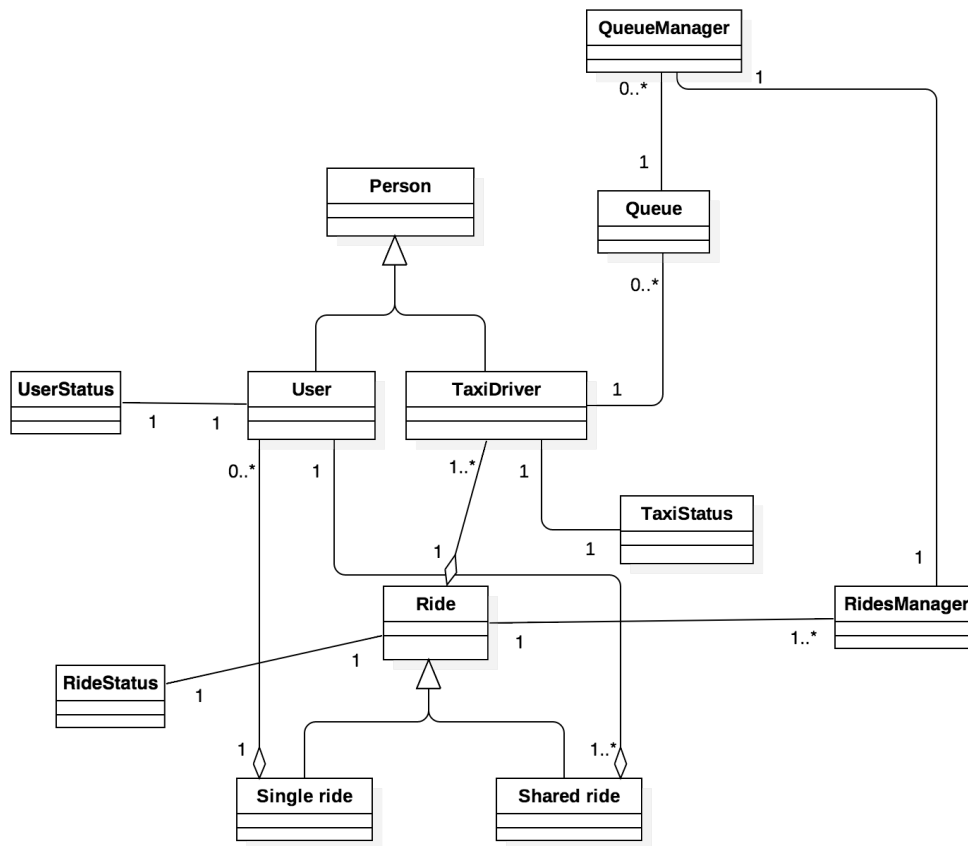 QueueManager
0..*
1
1
Person
Queue
0..*
UserStatus
User
TaxiDriver
1
1
1
0..*
1
1..*
1
TaxiStatus
1
1
Ride
RidesManager
1
1
1..*
1
RideStatus
1
1
1..*
Single ride
Shared ride